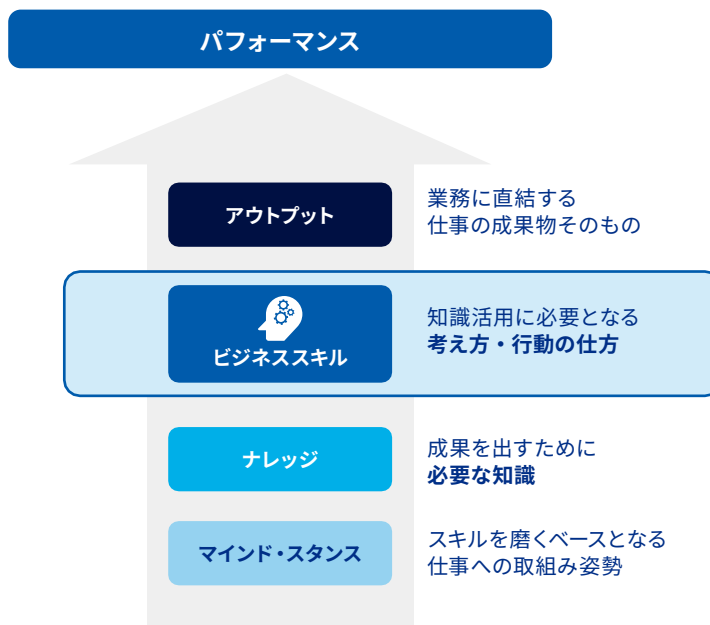 パフォーマンス
アウトプット
業務に直結する
仕事の成果物そのもの
ビジネススキル
知識活用に必要となる
考え方・行動の仕方
ナレッジ
成果を出すために
必要な知識
マインド・スタンス
スキルを磨くベースとなる
仕事への取組み姿勢